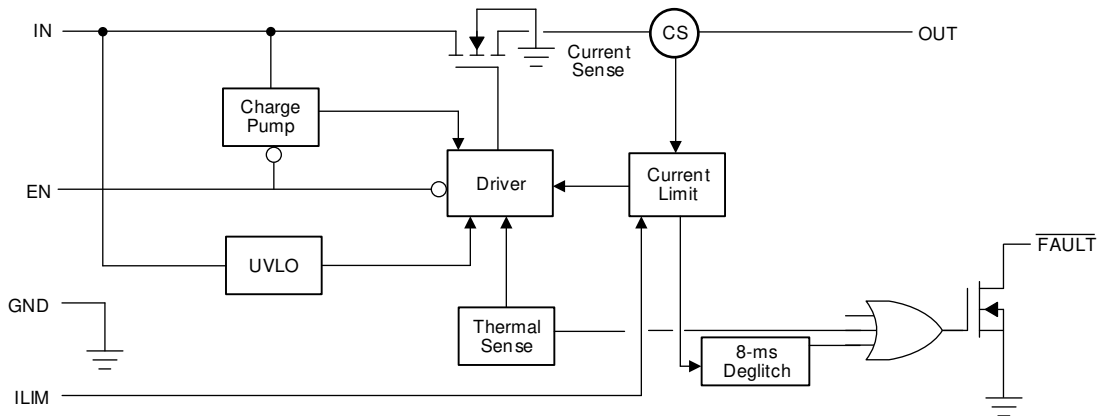 IN
CS
OUT
Current
Sense
Charge
Pump
EN
Driver
Current
Limit
FAULT
UVLO
GND
Thermal
Sense
8-ms
Deglitch
ILIM